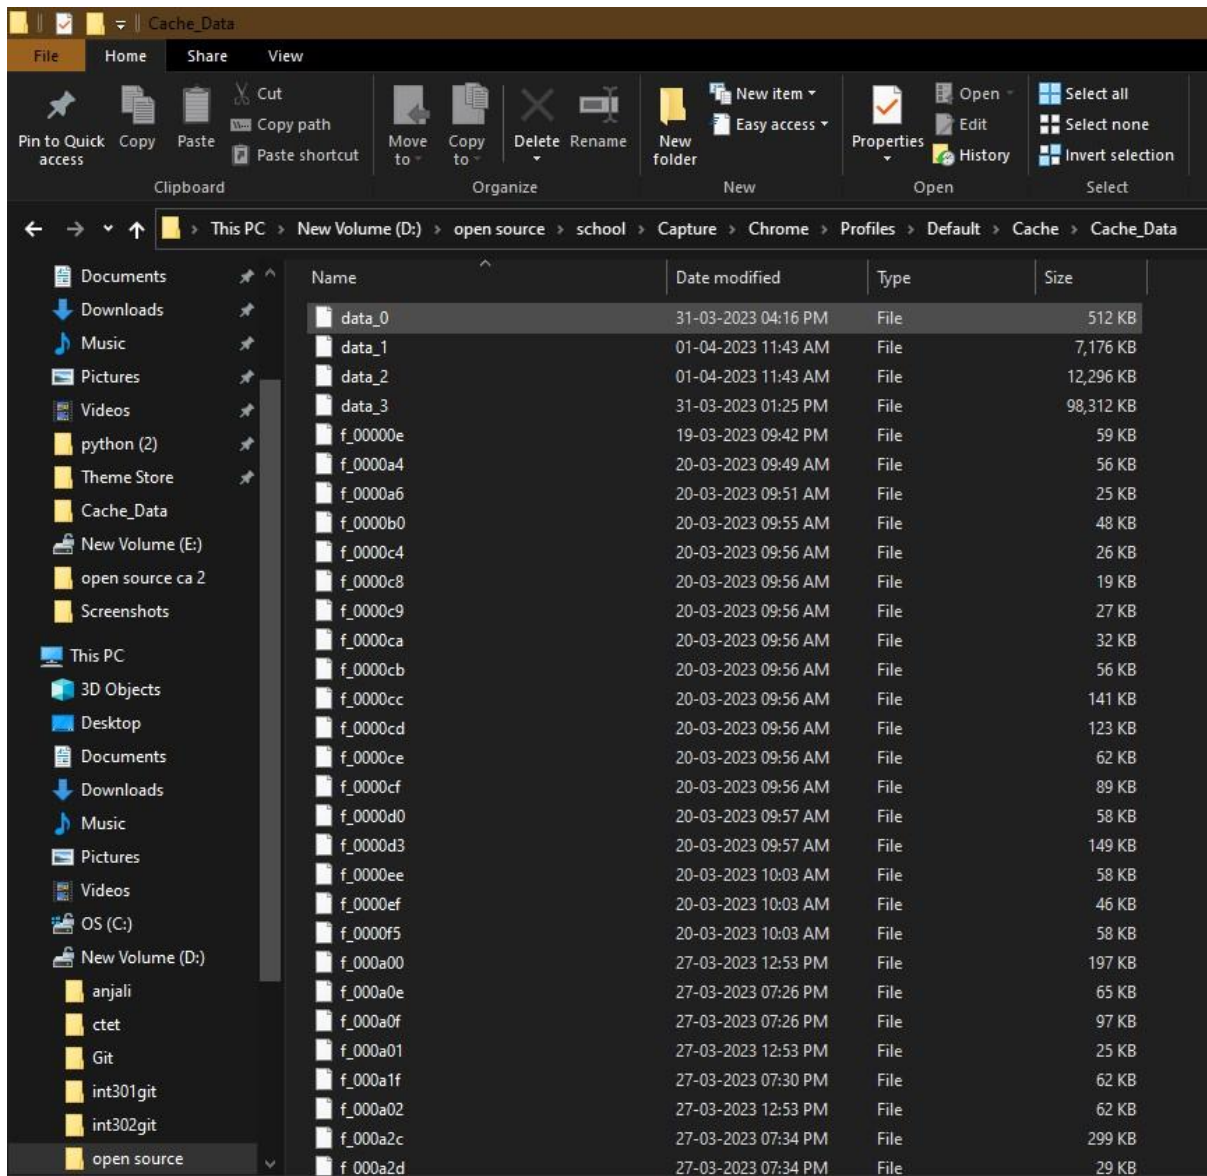 Cache_Data
File Home Share View
Pin to Quick access
Copy
Paste
Cut
Copy path
Paste shortcut
Move to
Copy to
Delete
Rename
New folder
New item
Easy access
Properties
Open
Edit
History
Select all
Select none
Invert selection
Clipboard Organize New Open Select
This PC > New Volume (D:) > open source > school > Capture > Chrome > Profiles > Default > Cache > Cache_Data
Documents
Downloads
Music
Pictures
Videos
python (2)
Theme Store
Cache_Data
New Volume (E:)
open source ca 2
Screenshots
This PC
3D Objects
Desktop
Documents
Downloads
Music
Pictures
Videos
OS (C:)
New Volume (D:)
anjali
ctet
Git
int301git
int302git
open source
Name Date modified Type Size
data_0 31-03-2023 04:16 PM File 512 KB
data_1 01-04-2023 11:43 AM File 7,176 KB
data_2 01-04-2023 11:43 AM File 12,296 KB
data_3 31-03-2023 01:25 PM File 98,312 KB
f_00000e 19-03-2023 09:42 PM File 59 KB
f_0000a4 20-03-2023 09:49 AM File 56 KB
f_0000a6 20-03-2023 09:51 AM File 25 KB
f_0000b0 20-03-2023 09:55 AM File 48 KB
f_0000c4 20-03-2023 09:56 AM File 26 KB
f_0000c8 20-03-2023 09:56 AM File 19 KB
f_0000c9 20-03-2023 09:56 AM File 27 KB
f_0000ca 20-03-2023 09:56 AM File 32 KB
f_0000cb 20-03-2023 09:56 AM File 56 KB
f_0000cc 20-03-2023 09:56 AM File 141 KB
f_0000cd 20-03-2023 09:56 AM File 123 KB
f_0000ce 20-03-2023 09:56 AM File 62 KB
f_0000cf 20-03-2023 09:56 AM File 89 KB
f_0000d0 20-03-2023 09:57 AM File 58 KB
f_0000d3 20-03-2023 09:57 AM File 149 KB
f_0000ee 20-03-2023 10:03 AM File 58 KB
f_0000ef 20-03-2023 10:03 AM File 46 KB
f_0000f5 20-03-2023 10:03 AM File 58 KB
f_000a00 27-03-2023 12:53 PM File 197 KB
f_000a0e 27-03-2023 07:26 PM File 65 KB
f_000a0f 27-03-2023 07:26 PM File 97 KB
f_000a01 27-03-2023 12:53 PM File 25 KB
f_000a1f 27-03-2023 07:30 PM File 62 KB
f_000a02 27-03-2023 12:53 PM File 62 KB
f_000a2c 27-03-2023 07:34 PM File 299 KB
f_000a2d 27-03-2023 07:34 PM File 29 KB